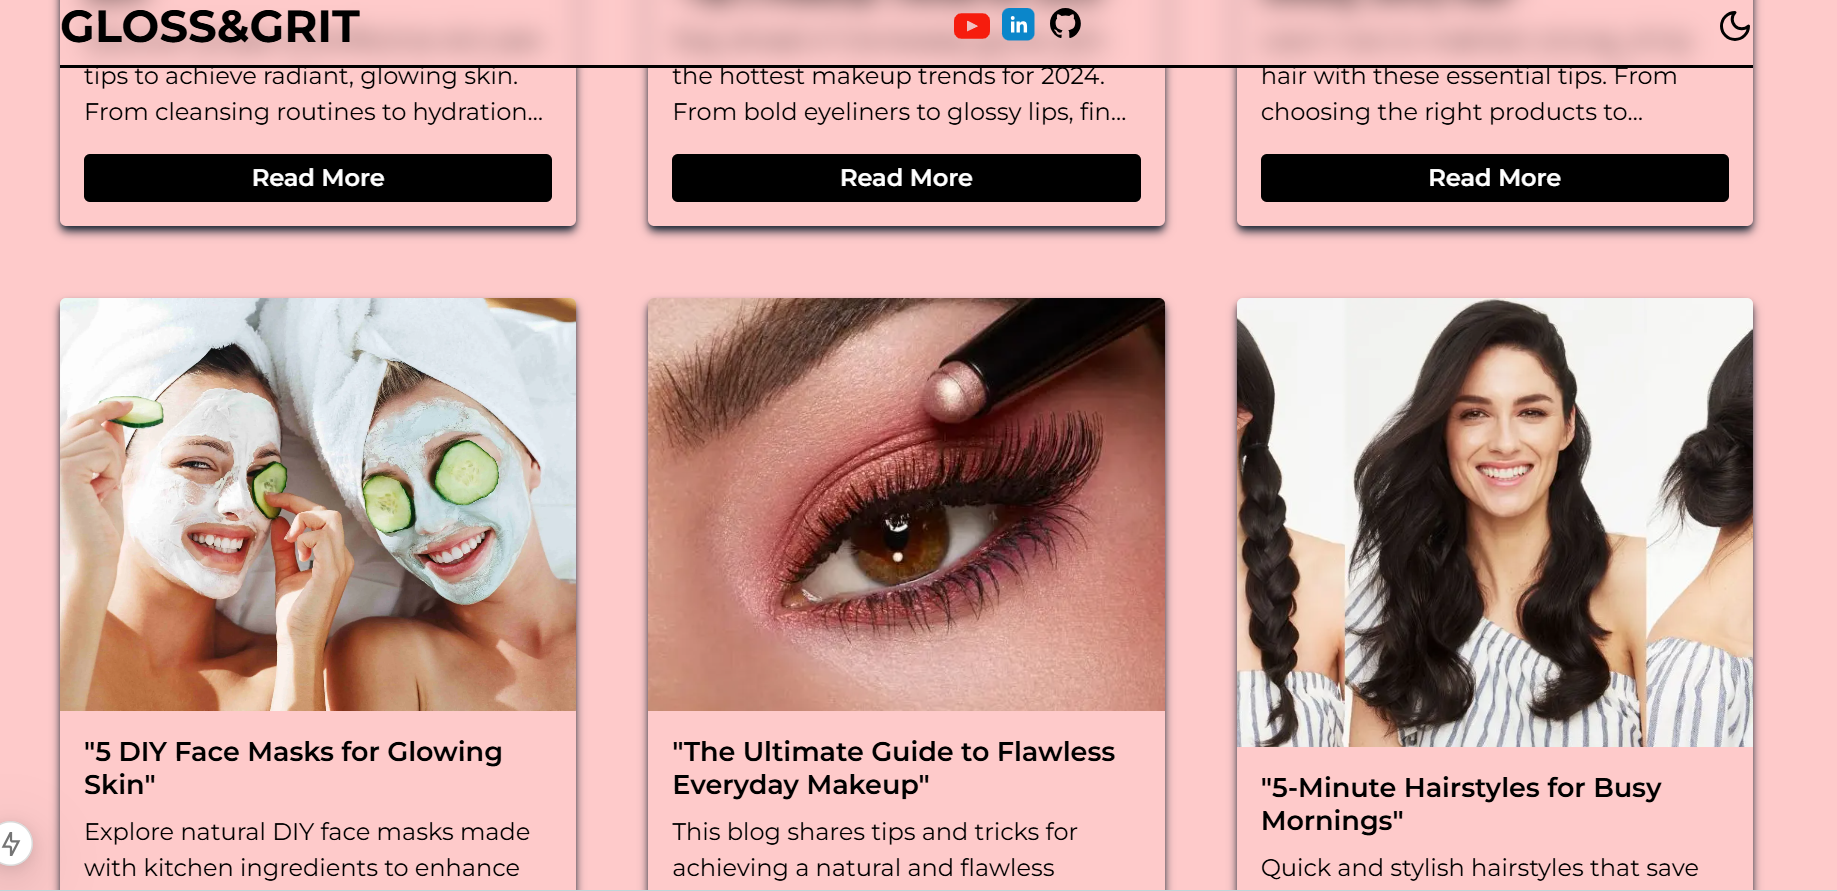 GLOSS&GRIT
in
tips to achieve radiant, glowing skin.
From cleansing routines to hydration...
Read More
the hottest makeup trends for 2024.
From bold eyeliners to glossy lips, fin...
Read More
hair with these essential tips. From
choosing the right products to...
Read More
"5 DIY Face Masks for Glowing
Skin"
Explore natural DIY face masks made
with kitchen ingredients to enhance
"The Ultimate Guide to Flawless
Everyday Makeup"
This blog shares tips and tricks for
achieving a natural and flawless
"5-Minute Hairstyles for Busy
Mornings"
Quick and stylish hairstyles that save